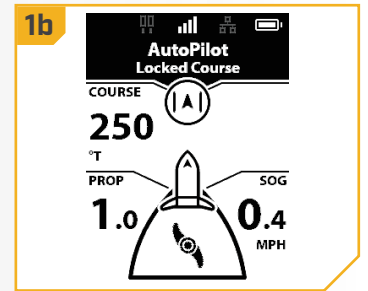 1b
AutoPilot
Locked Course
COURSE
250
°T
PROP
SOG
1.0
0.4
MPH